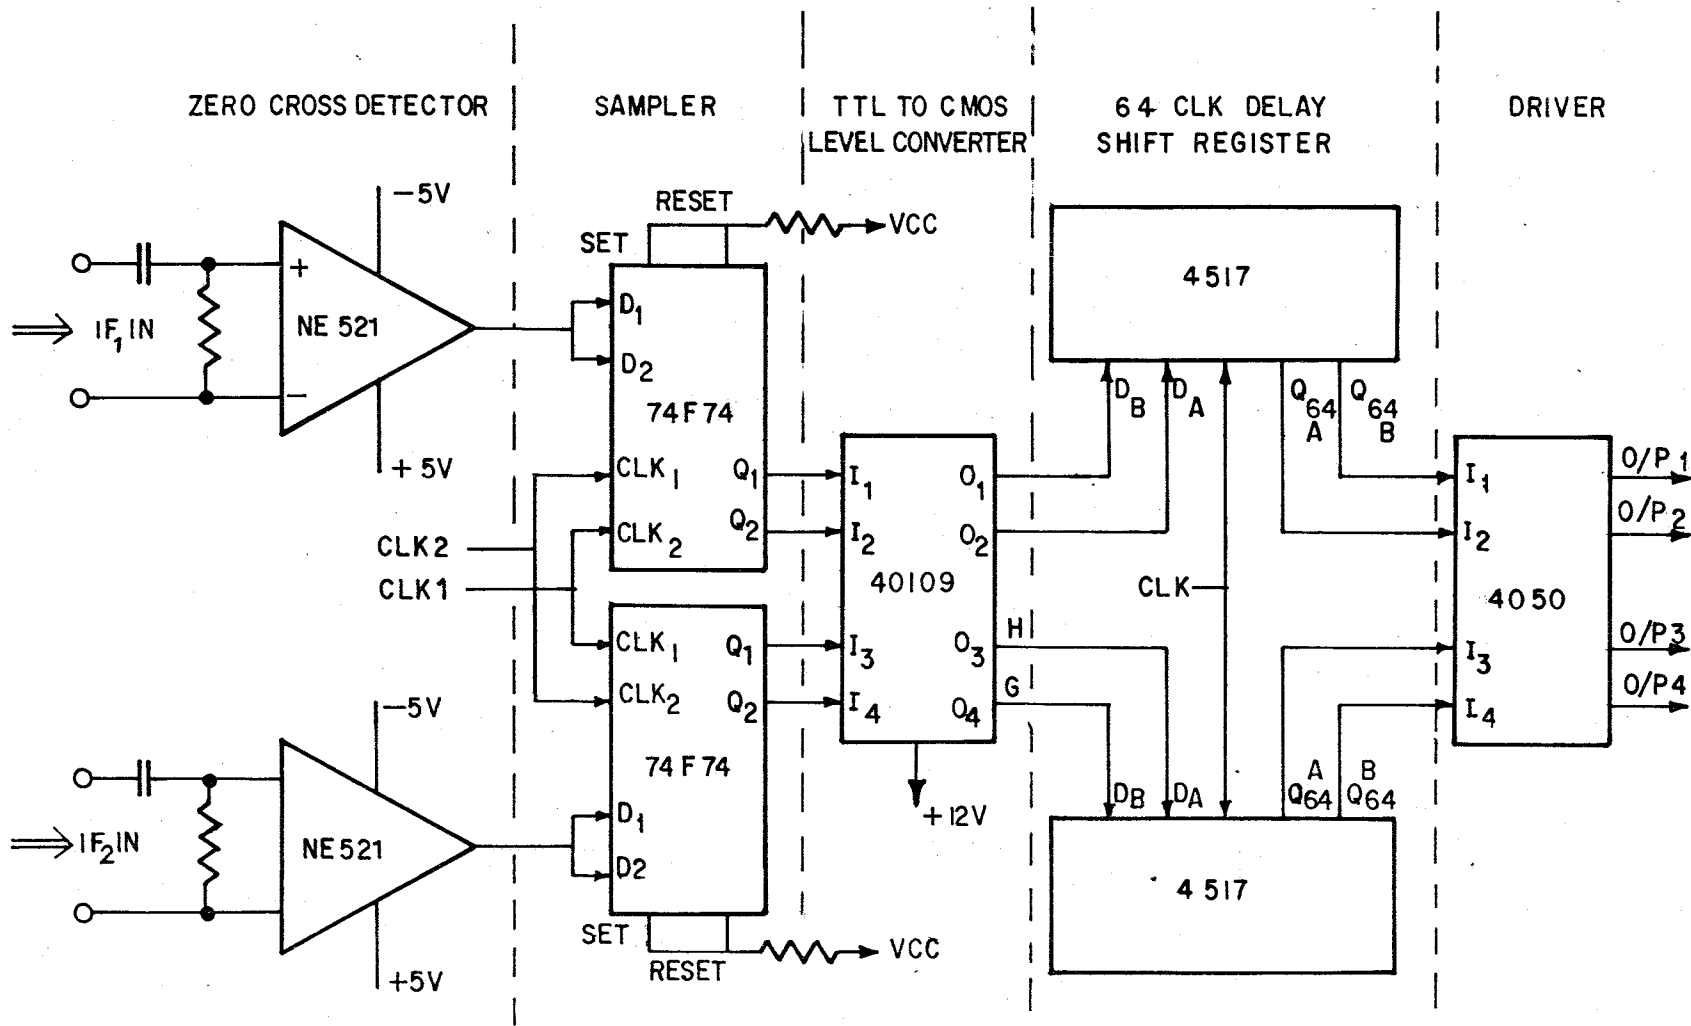 ZERO CROSS DETECTOR
SAMPLER
TTL TO CMOS
LEVEL CONVERTER
64 CLK DELAY
SHIFT REGISTER
DRIVER
-5V
+
NE 521
-
+5V
IF1 IN
RESET
SET
VCC
D1
D2
74F74
CLK1
Q1
CLK2
Q2
CLK2
CLK1
CLK1
Q1
CLK2
Q2
74F74
D1
D2
SET
RESET
VCC
-5V
NE521
+5V
IF2 IN
I1
O1
I2
O2
40109
I3
O3
I4
O4
H
G
+12V
4517
DB
DA
Q64
A
Q64
B
CLK
DB
DA
A
Q64
B
Q64
4517
I1
I2
4050
I3
I4
O/P 1
O/P2
O/P3
O/P4